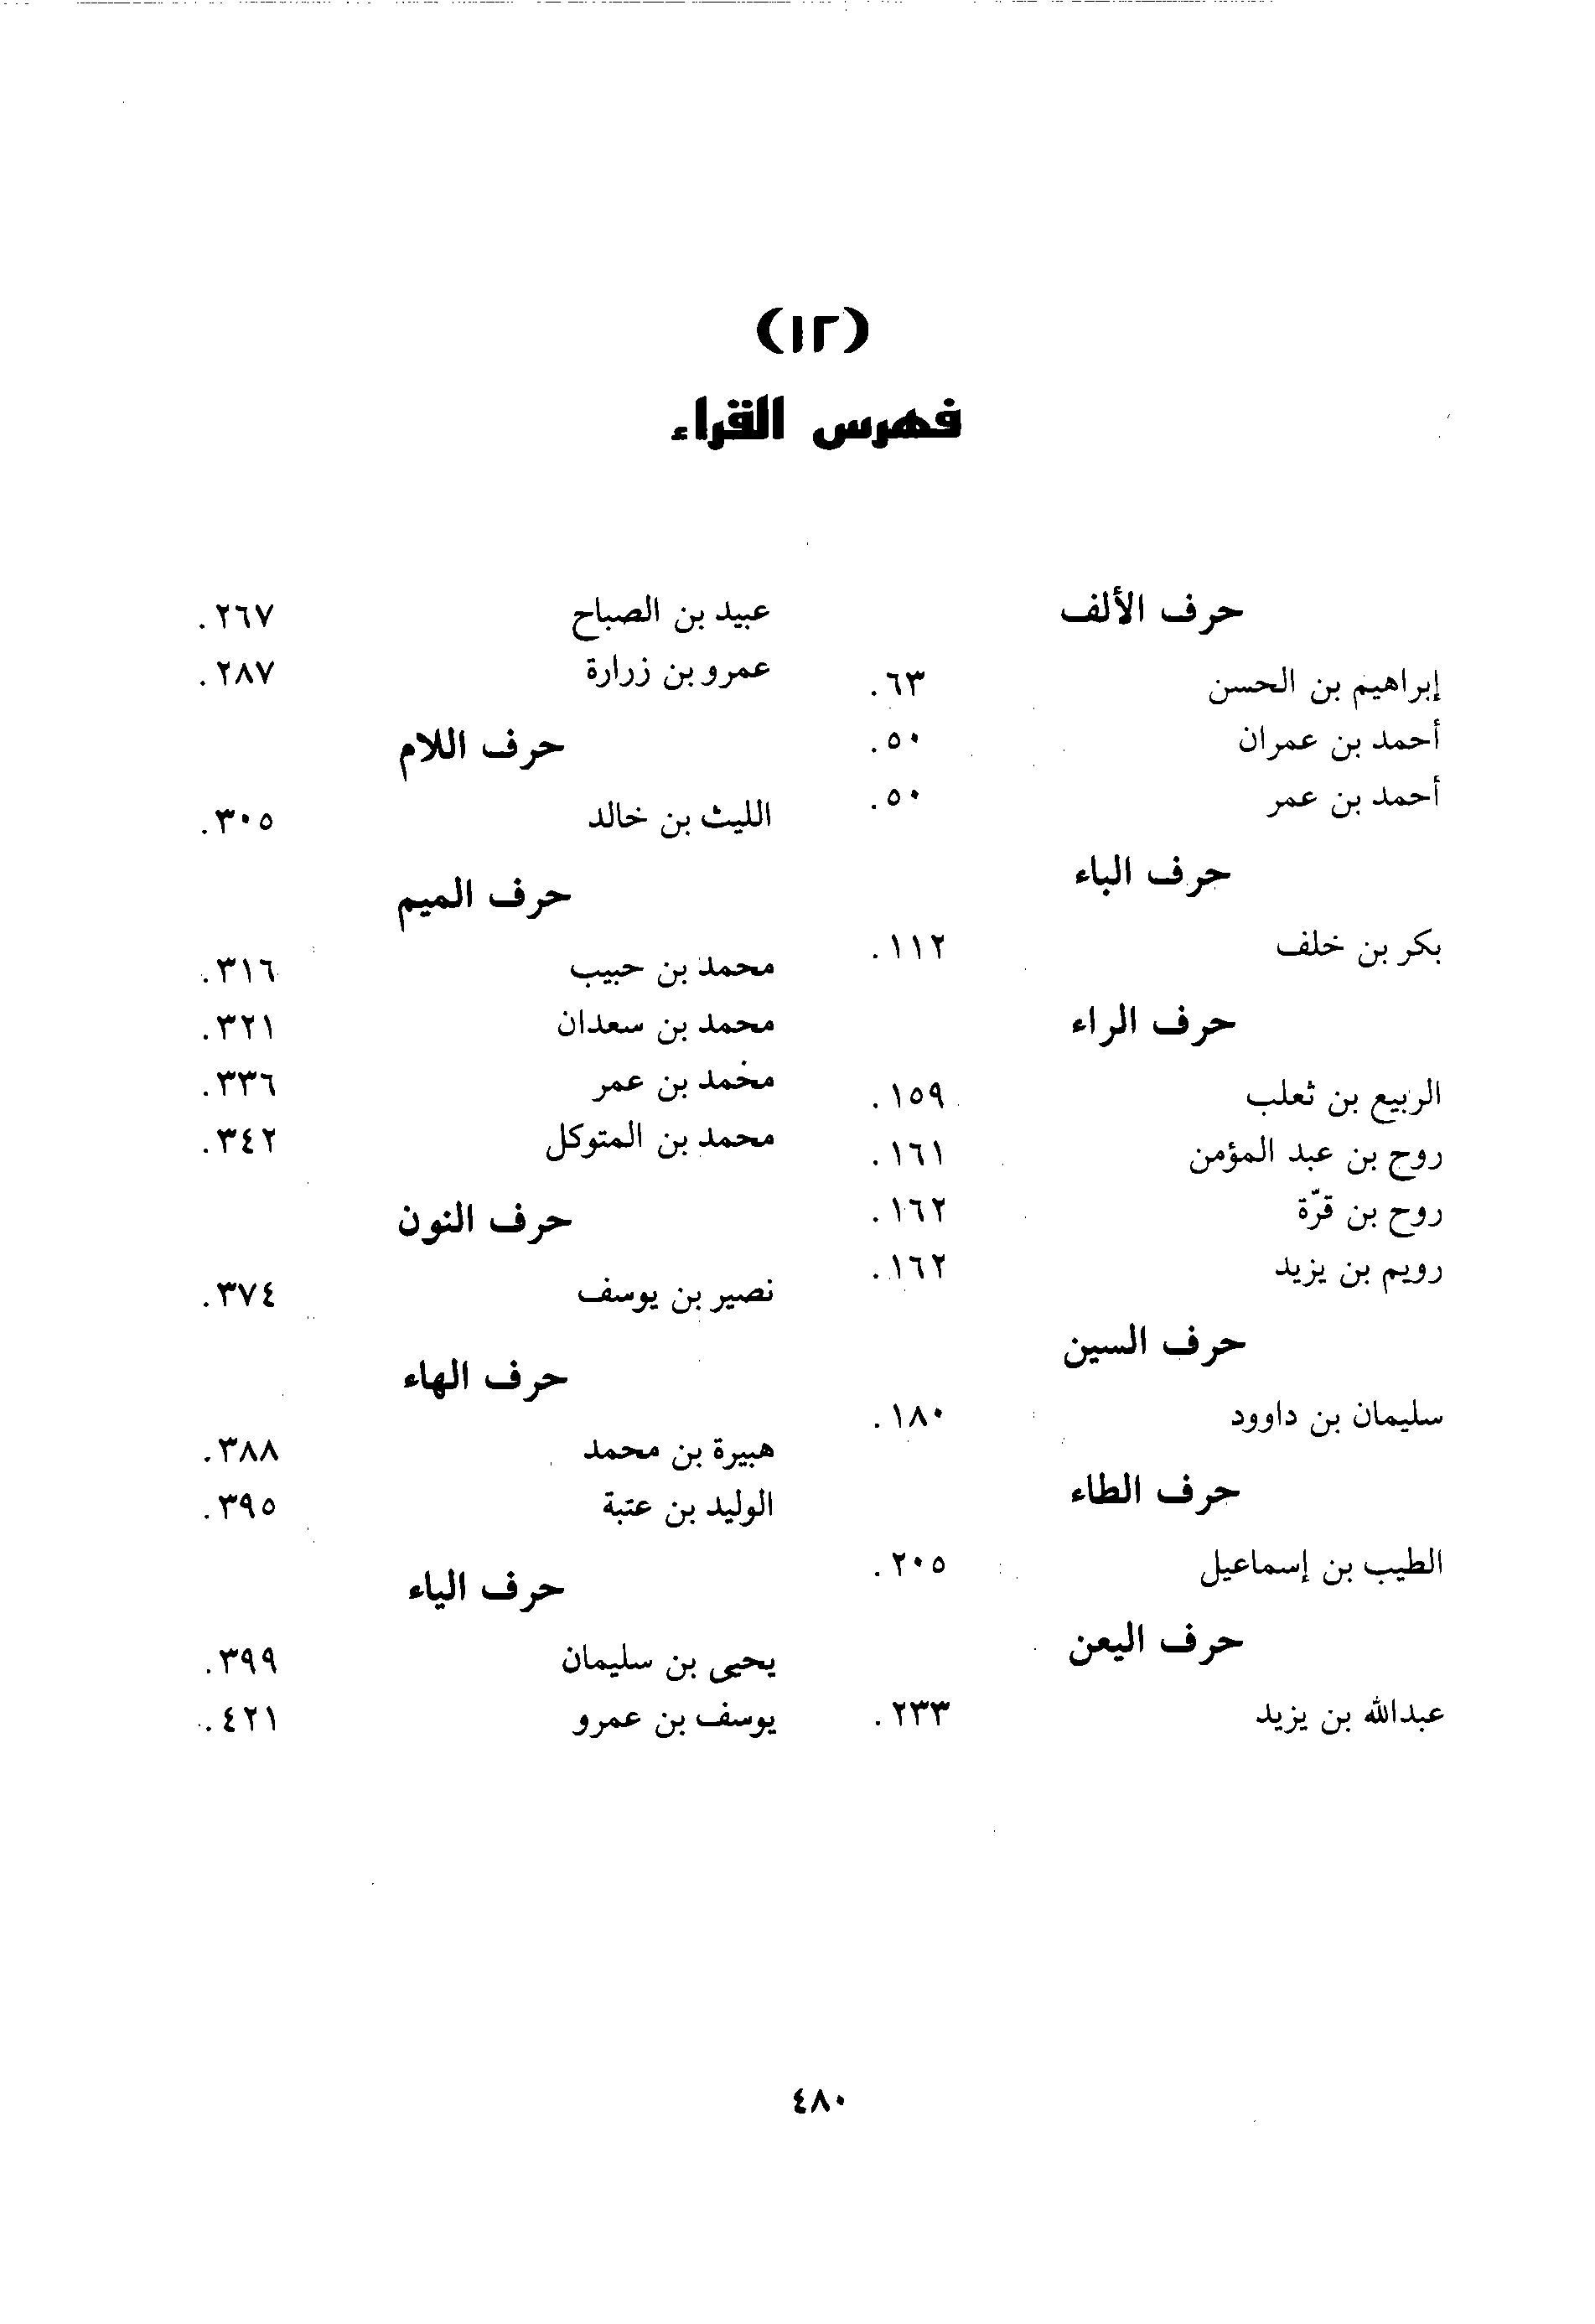 (١٢)
فهرس القراء
حرف الألف
إبراهيم بن الحسن ٦٣.
أحمد بن عمران ٥٠.
أحمد بن عمر ٥٠.
حرف الباء
بكر بن خلف ١١٢.
حرف الراء
الربيع بن ثعلب ١٥٩.
روح بن عبد المؤمن ١٦١.
روح بن قرّة ١٦٢.
رويم بن يزيد ١٦٢.
حرف السين
سليمان بن داوود ١٨٠.
حرف الطاء
الطيب بن إسماعيل ٢٠٥.
حرف اليعن
عبدالله بن يزيد ٢٣٣.
عبيد بن الصباح ٢٦٧.
عمرو بن زرارة ٢٨٧.
حرف اللام
الليث بن خالد ٣٠٥.
حرف الميم
محمد بن حبيب ٣١٦.
محمد بن سعدان ٣٢١.
محمد بن عمر ٣٣٦.
محمد بن المتوكل ٣٤٢.
حرف النون
نصير بن يوسف ٣٧٤.
حرف الهاء
هبيرة بن محمد ٣٨٨.
الوليد بن عتبة ٣٩٥.
حرف الياء
يحيى بن سليمان ٣٩٩.
يوسف بن عمرو ٤٢١.
٤٨٠